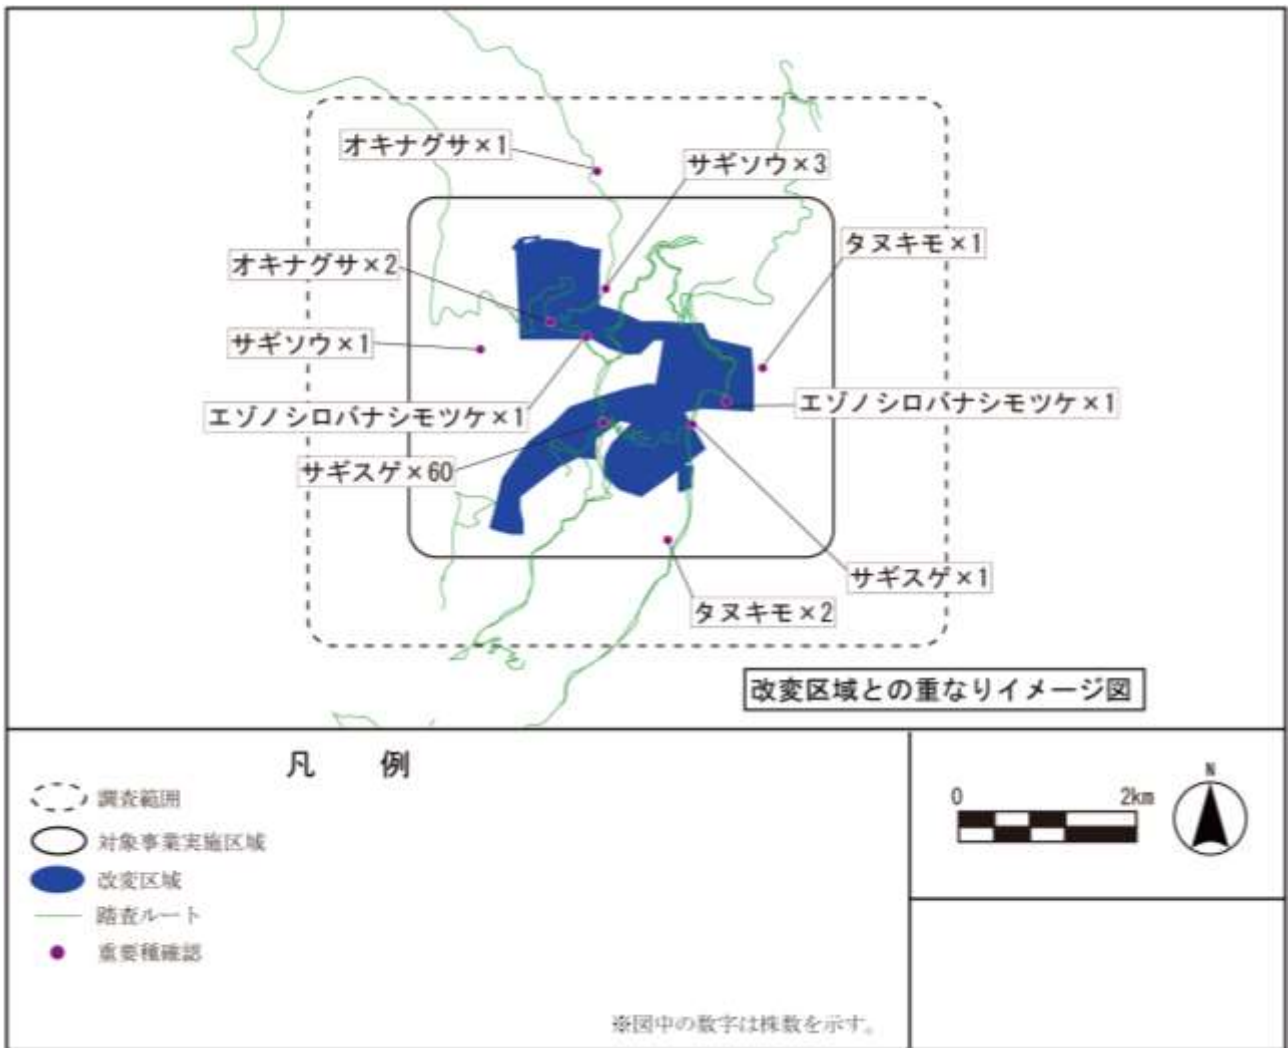 オキナグサ×1
サギソウ×3
タヌキモ×1
オキナグサ×2
サギソウ×1
エゾノシロバナシモツケ×1
エゾノシロバナシモツケ×1
サギスゲ×60
サギスゲ×1
タヌキモ×2
改変区域との重なりイメージ図
凡 例
調査範囲
対象事業実施区域
改変区域
踏査ルート
重要種確認
※図中の数字は株数を示す。
0 2km
N